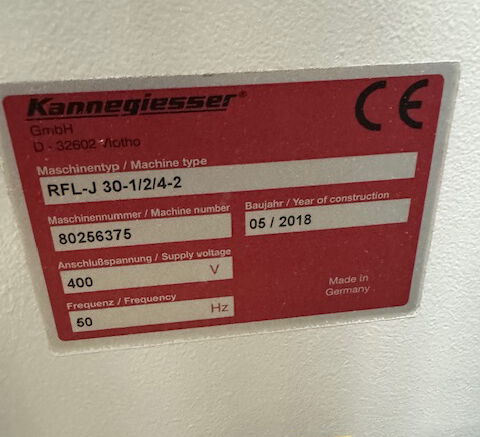 Kannegiesser®
GmbH
D - 32602 Vlotho
CE
Maschinentyp / Machine type
RFL-J 30-1/2/4-2
Maschinennummer / Machine number
80256375
Baujahr / Year of construction
05 / 2018
Anschlußspannung / Supply voltage
400 V
Frequenz / Frequency
50 Hz
Made in
Germany